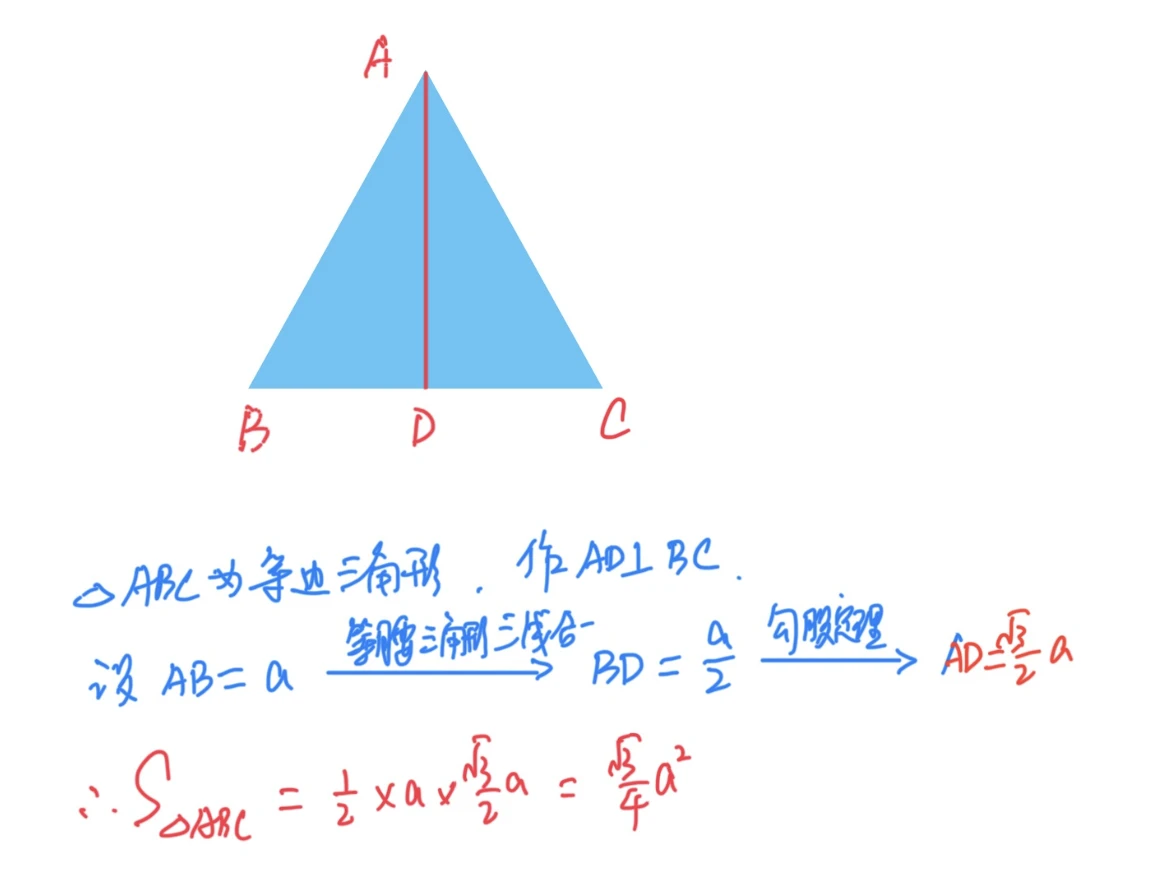 A
B D C
△ABC为等边三角形.作AD⊥BC.
设 AB=a 等腰三角形三线合一→ BD=a/2 勾股定理→ AD=√3/2 a
∴S△ABC = 1/2 × a × √3/2 a = √3/4 a²